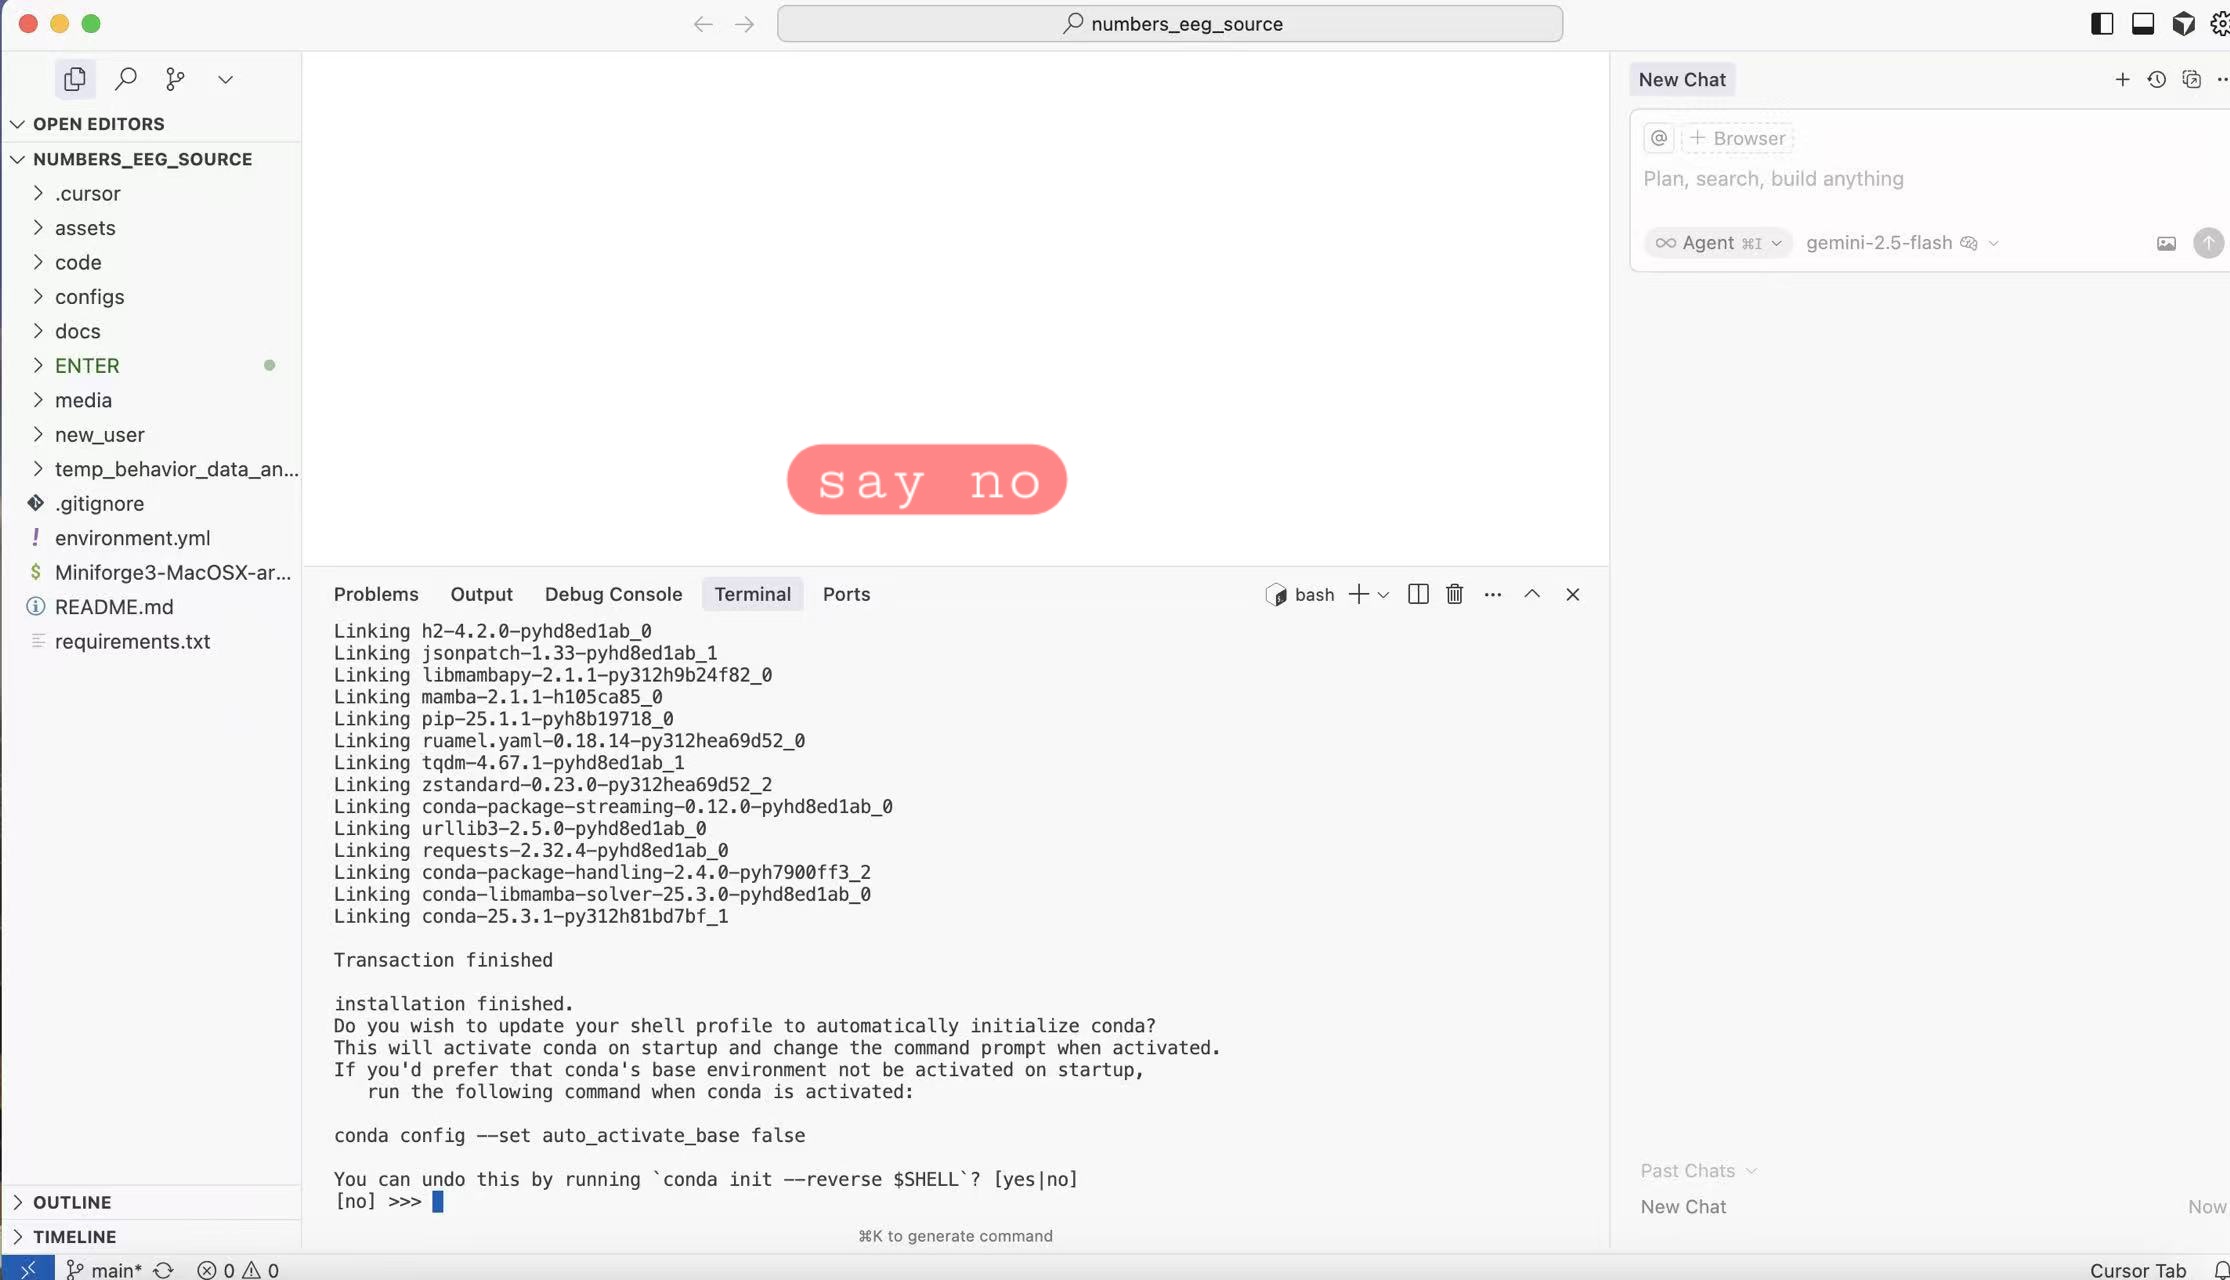 numbers_eeg_source
OPEN EDITORS
NUMBERS_EEG_SOURCE
.cursor
assets
code
configs
docs
ENTER
media
new_user
temp_behavior_data_an...
.gitignore
environment.yml
Miniforge3-MacOSX-ar...
README.md
requirements.txt
OUTLINE
TIMELINE
say no
Problems Output Debug Console Terminal Ports bash
Linking h2-4.2.0-pyhd8ed1ab_0
Linking jsonpatch-1.33-pyhd8ed1ab_1
Linking libmambapy-2.1.1-py312h9b24f82_0
Linking mamba-2.1.1-h105ca85_0
Linking pip-25.1.1-pyh8b19718_0
Linking ruamel.yaml-0.18.14-py312hea69d52_0
Linking tqdm-4.67.1-pyhd8ed1ab_1
Linking zstandard-0.23.0-py312hea69d52_2
Linking conda-package-streaming-0.12.0-pyhd8ed1ab_0
Linking urllib3-2.5.0-pyhd8ed1ab_0
Linking requests-2.32.4-pyhd8ed1ab_0
Linking conda-package-handling-2.4.0-pyh7900ff3_2
Linking conda-libmamba-solver-25.3.0-pyhd8ed1ab_0
Linking conda-25.3.1-py312h81bd7bf_1
Transaction finished
installation finished.
Do you wish to update your shell profile to automatically initialize conda?
This will activate conda on startup and change the command prompt when activated.
If you'd prefer that conda's base environment not be activated on startup,
run the following command when conda is activated:
conda config --set auto_activate_base false
You can undo this by running `conda init --reverse $SHELL`? [yes|no]
[no] >>>
⌘K to generate command
New Chat
@ + Browser
Plan, search, build anything
∞ Agent ⌘I gemini-2.5-flash
Past Chats
New Chat Now
main* 0 0 Cursor Tab